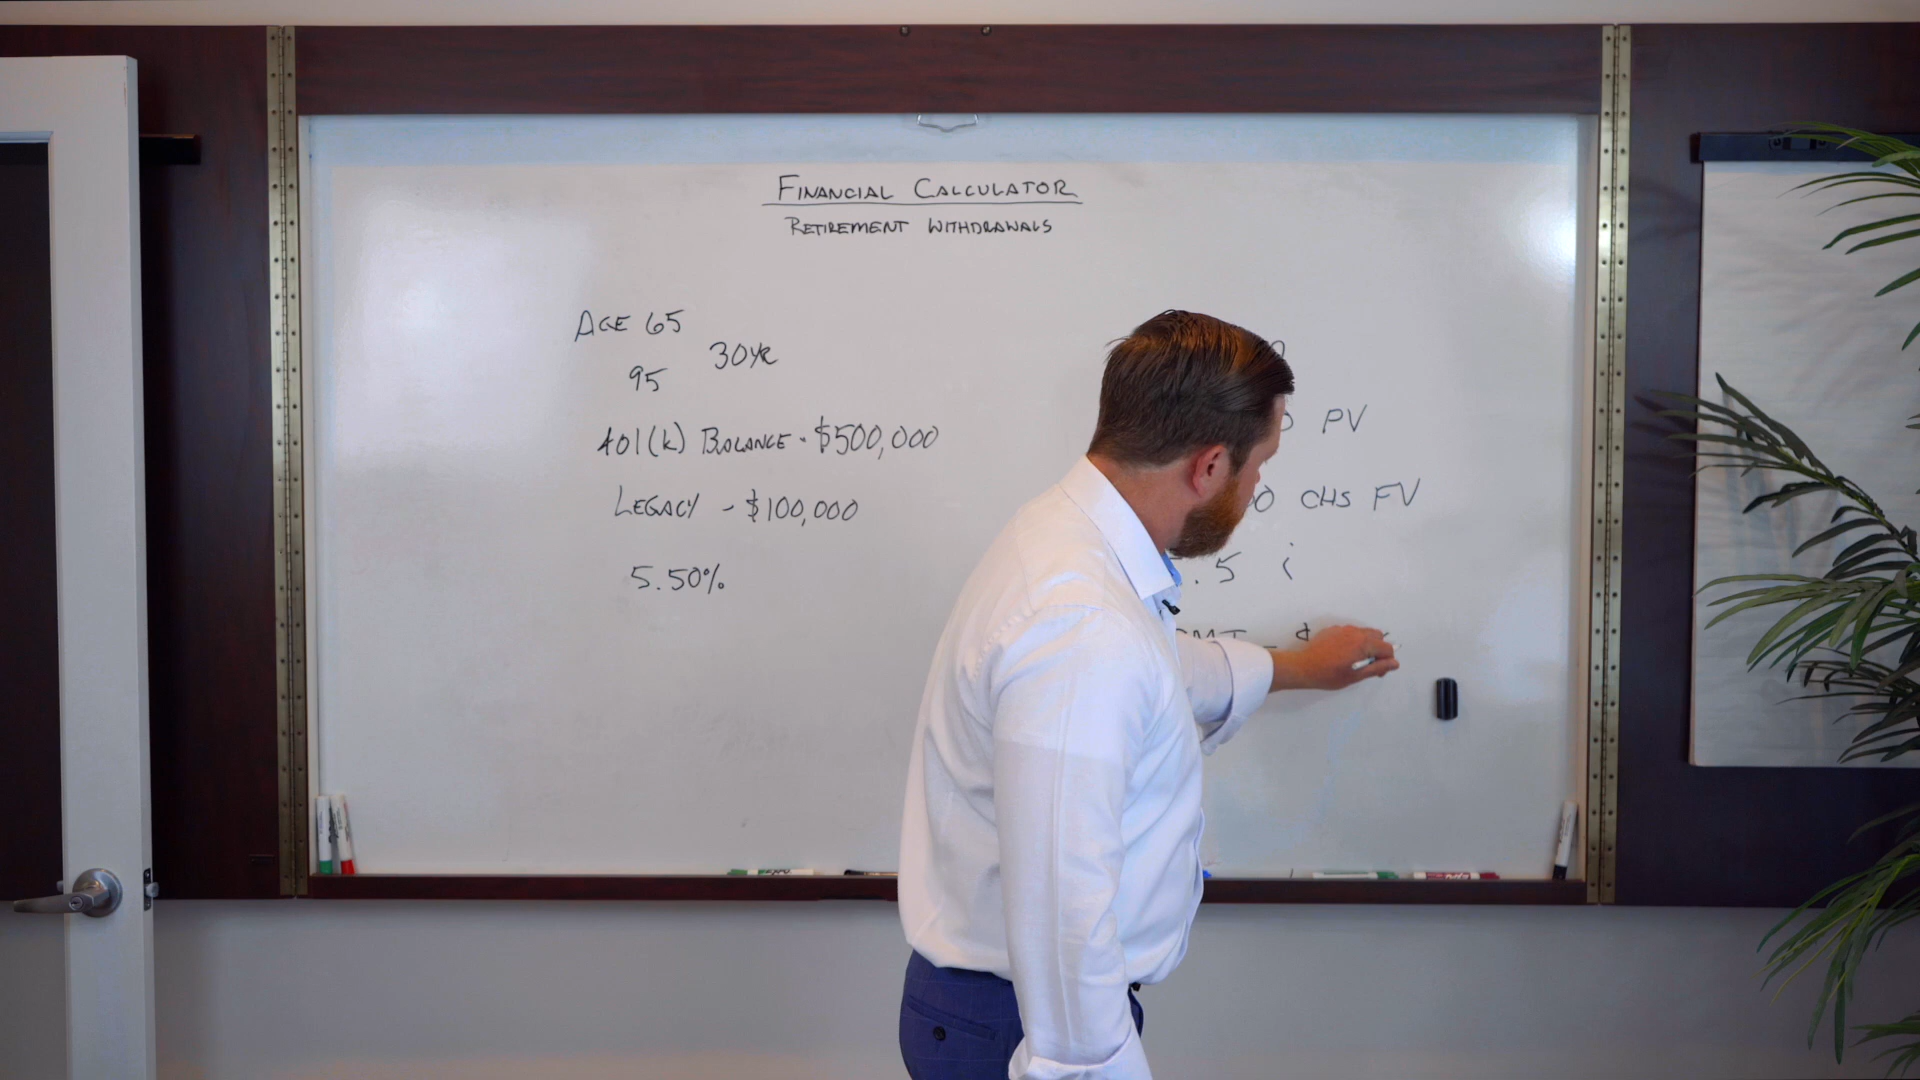 FINANCIAL CALCULATOR
RETIREMENT WITHDRAWALS
AGE 65
30YR
95
401(k) BALANCE - $500,000
LEGACY - $100,000
5.50%
PV
CHS FV
.5 i